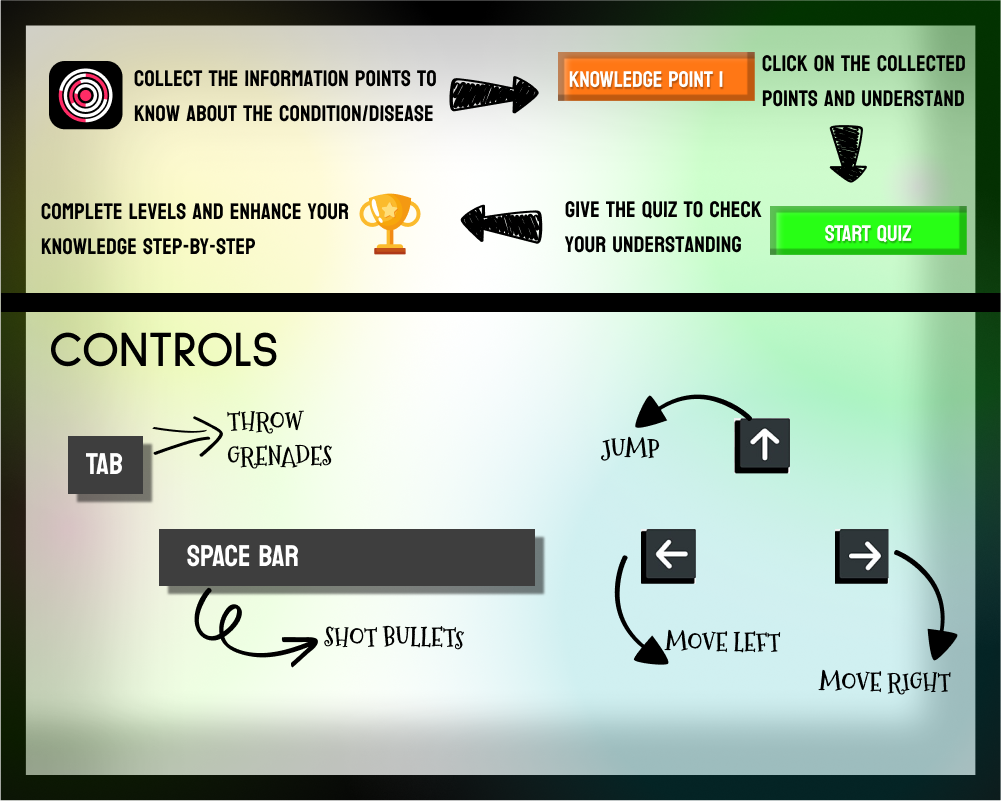 COLLECT THE INFORMATION POINTS TO
KNOW ABOUT THE CONDITION/DISEASE
KNOWLEDGE POINT 1
CLICK ON THE COLLECTED
POINTS AND UNDERSTAND
COMPLETE LEVELS AND ENHANCE YOUR
KNOWLEDGE STEP-BY-STEP
GIVE THE QUIZ TO CHECK
YOUR UNDERSTANDING
START QUIZ
CONTROLS
TAB
THROW
GRENADES
JUMP
SPACE BAR
SHOT BULLETS
MOVE LEFT
MOVE RIGHT